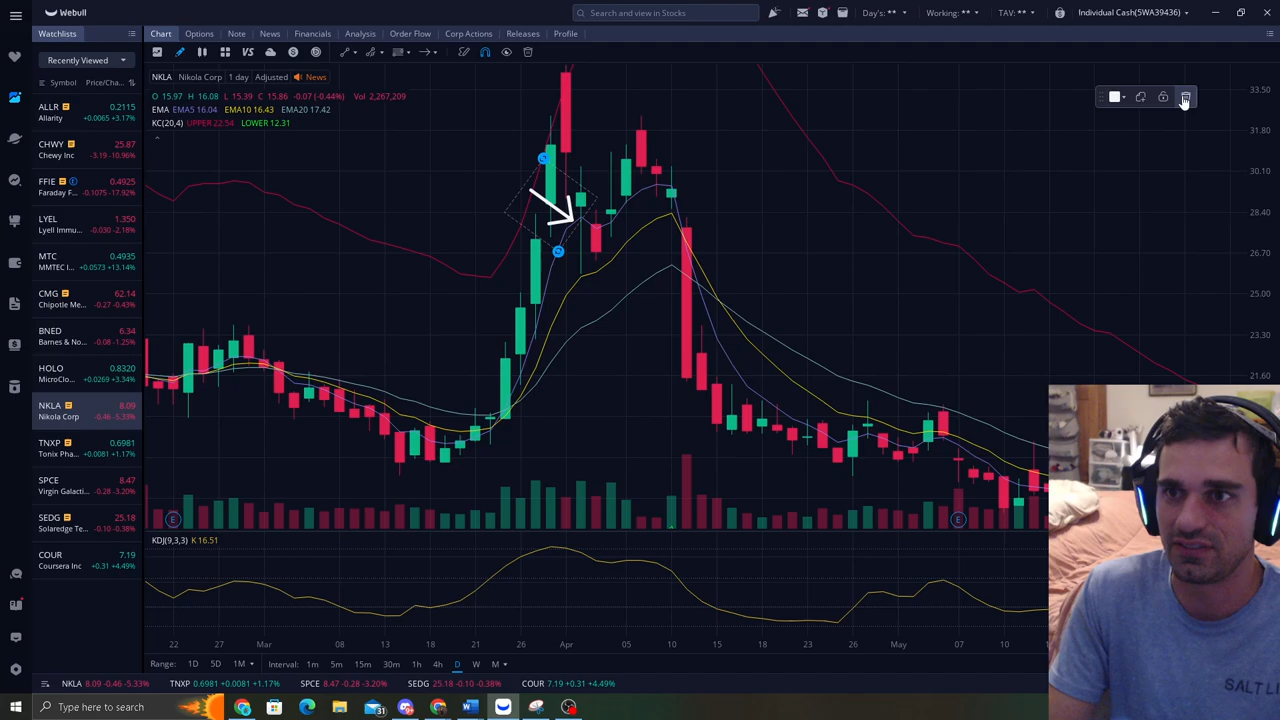 Webull
Search and view in Stocks
Day's: **
Working: **
TAV: **
Individual Cash(5WA39436)
Watchlists
Chart Options Note News Financials Analysis Order Flow Corp Actions Releases Profile
Recently Viewed
VS
Symbol Price/Cha...
NKLA Nikola Corp 1 day Adjusted News
O 15.97 H 16.08 L 15.39 C 15.86 -0.07 (-0.44%) Vol 2,267,209
EMA EMA5 16.04 EMA10 16.43 EMA20 17.42
KC(20,4) UPPER 22.54 LOWER 12.31
ALLR 0.2115
Allarity +0.0065 +3.17%
CHWY 25.87
Chewy Inc -3.19 -10.96%
FFIE 0.4925
Faraday F... -0.1075 -17.92%
LYEL 1.350
Lyell Immu... -0.030 -2.18%
MTC 0.4935
MMTEC I... +0.0573 +13.14%
CMG 62.14
Chipotle Me... -0.27 -0.43%
BNED 6.34
Barnes & No... -0.08 -1.25%
HOLO 0.8320
MicroClo... +0.0269 +3.34%
NKLA 8.09
Nikola Corp -0.46 -5.33%
TNXP 0.6981
Tonix Pha... +0.0081 +1.17%
SPCE 8.47
Virgin Galacti... -0.28 -3.20%
SEDG 25.18
Solaredge Te... -0.10 -0.38%
COUR 7.19
Coursera Inc +0.31 +4.49%
33.50
31.80
30.10
28.40
26.70
25.00
23.30
21.60
E
E
KDJ(9,3,3) K 16.51
22 27 Mar 08 15 21 26 Apr 05 10 15 18 23 26 May 07 10
Range: 1D 5D 1M Interval: 1m 5m 15m 30m 1h 4h D W M
NKLA 8.09 -0.46 -5.33% TNXP 0.6981 +0.0081 +1.17% SPCE 8.47 -0.28 -3.20% SEDG 25.18 -0.10 -0.38% COUR 7.19 +0.31 +4.49%
Type here to search
31
SALT LI